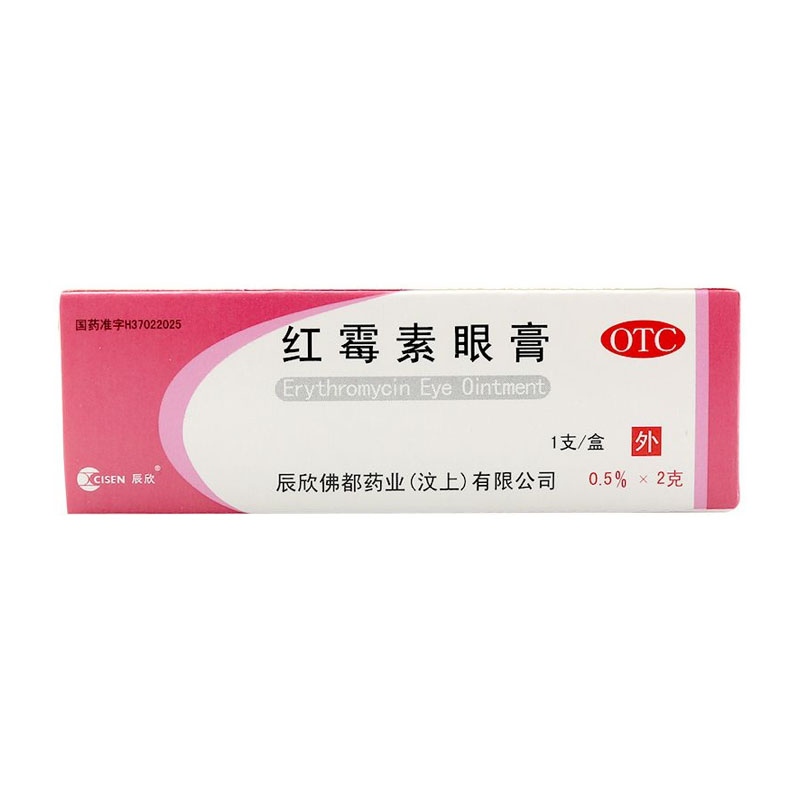 国药准字H37022025
红霉素眼膏
OTC
Erythromycin Eye Ointment
1支/盒
外
CISEN 辰欣®
辰欣佛都药业(汶上)有限公司
0.5% × 2克